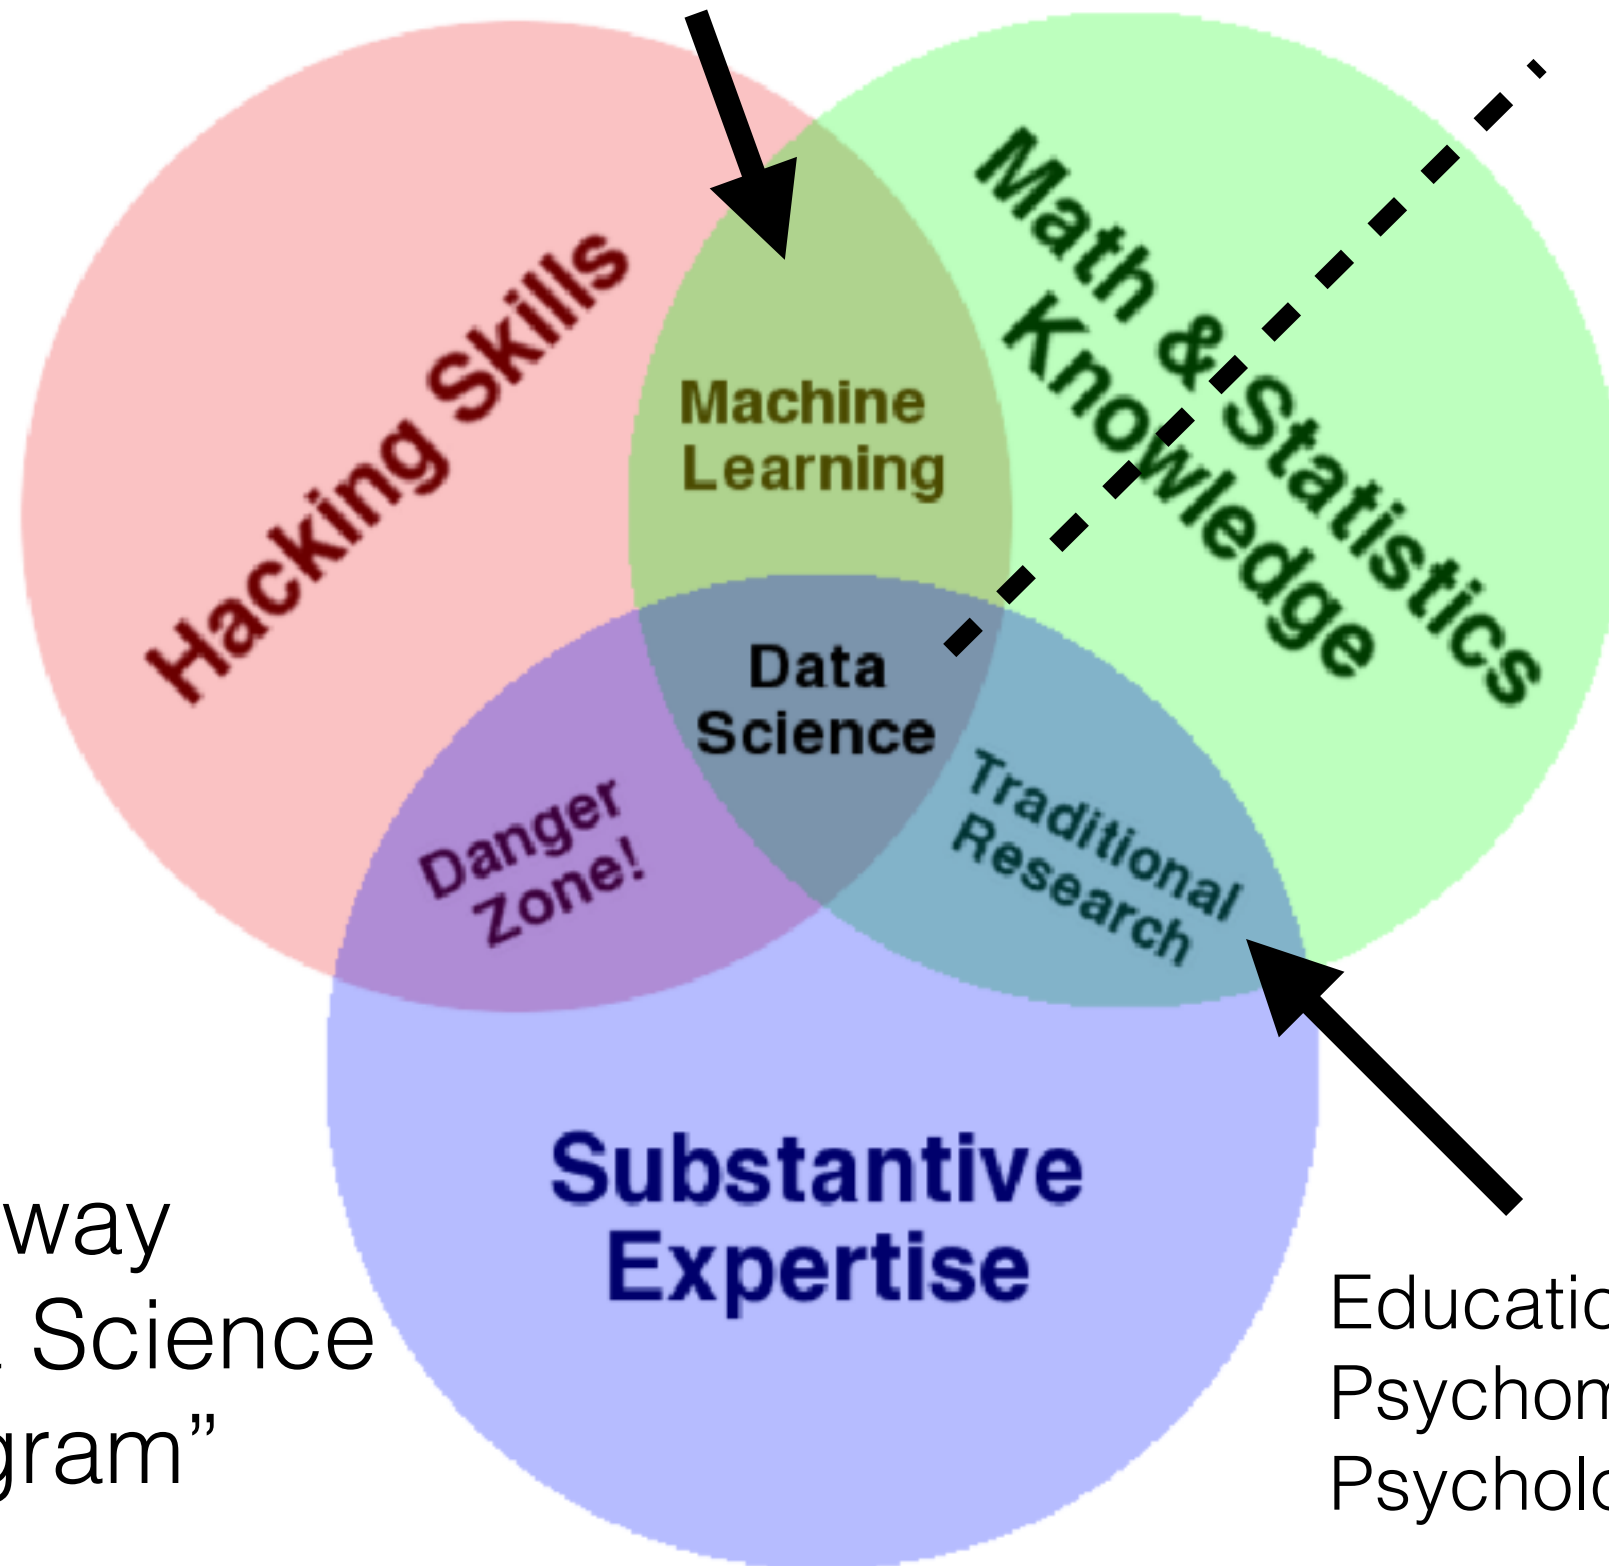 Hacking Skills
Math & Statistics
Knowledge
Machine
Learning
Data
Science
Danger
Zone!
Traditional
Research
Substantive
Expertise
way
Science
gram”
Educatio
Psychom
Psycholo